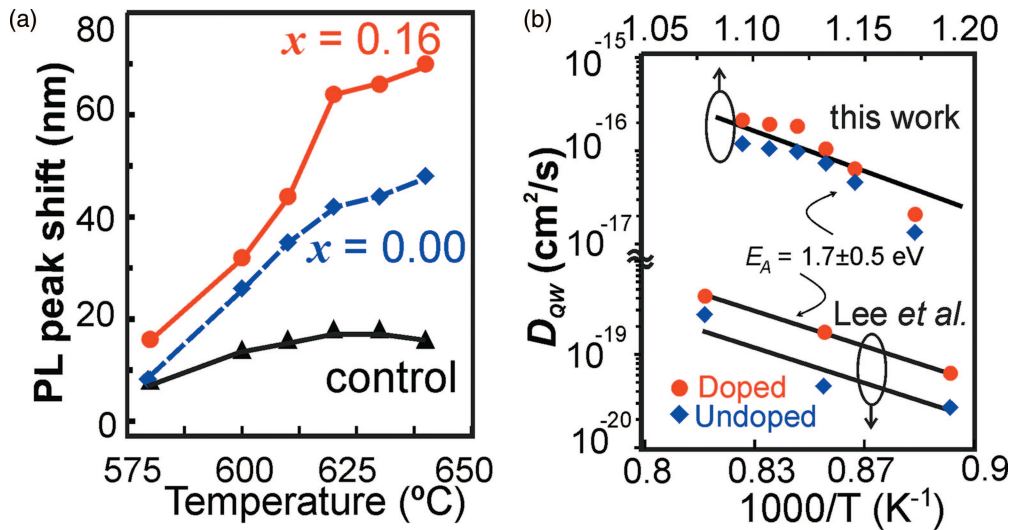 (a)
80
60
40
20
0
PL peak shift (nm)
x = 0.16
x = 0.00
control
575
600
625
650
Temperature (ºC)
(b)
1.05
1.10
1.15
1.20
10⁻¹⁵
10⁻¹⁶
10⁻¹⁷
10⁻¹⁹
10⁻²⁰
D_QW (cm²/s)
this work
E_A = 1.7±0.5 eV
Lee et al.
Doped
Undoped
0.8
0.83
0.87
0.9
1000/T (K⁻¹)